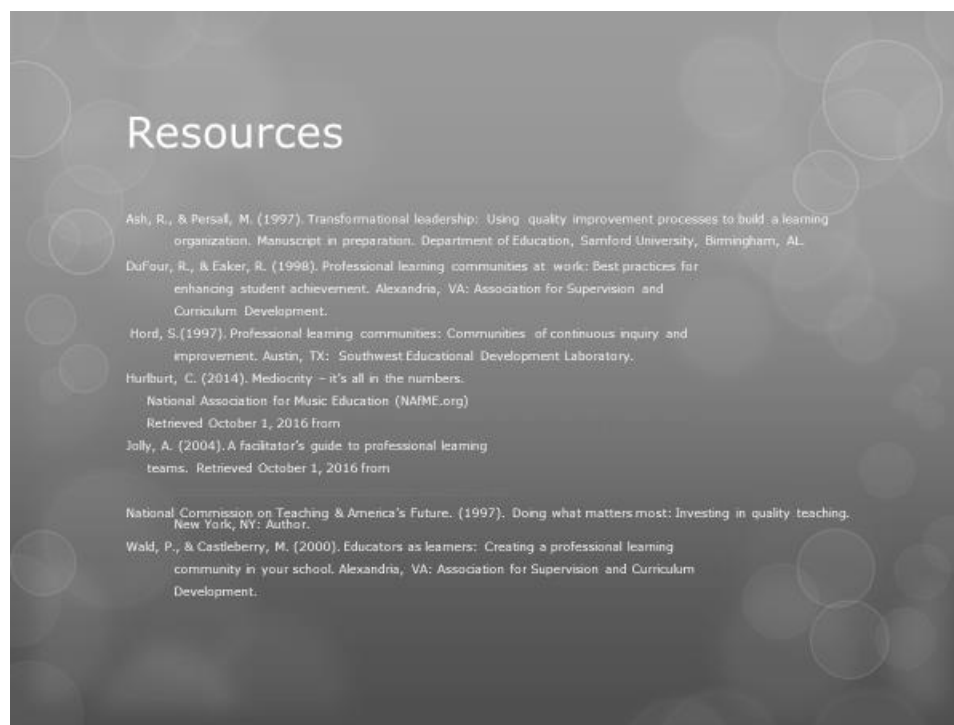 Resources
Ash, R., & Persall, M. (1997). Transformational leadership: Using quality improvement processes to build a learning
organization. Manuscript in preparation. Department of Education, Samford University, Birmingham, AL.
DuFour, R., & Eaker, R. (1998). Professional learning communities at work: Best practices for
enhancing student achievement. Alexandria, VA: Association for Supervision and
Curriculum Development.
Hord, S.(1997). Professional learning communities: Communities of continuous inquiry and
improvement. Austin, TX: Southwest Educational Development Laboratory.
Hurlburt, C. (2014). Mediocrity – it's all in the numbers.
National Association for Music Education (NAfME.org)
Retrieved October 1, 2016 from
Jolly, A. (2004). A facilitator's guide to professional learning
teams. Retrieved October 1, 2016 from
National Commission on Teaching & America's Future. (1997). Doing what matters most: Investing in quality teaching.
New York, NY: Author.
Wald, P., & Castleberry, M. (2000). Educators as learners: Creating a professional learning
community in your school. Alexandria, VA: Association for Supervision and Curriculum
Development.